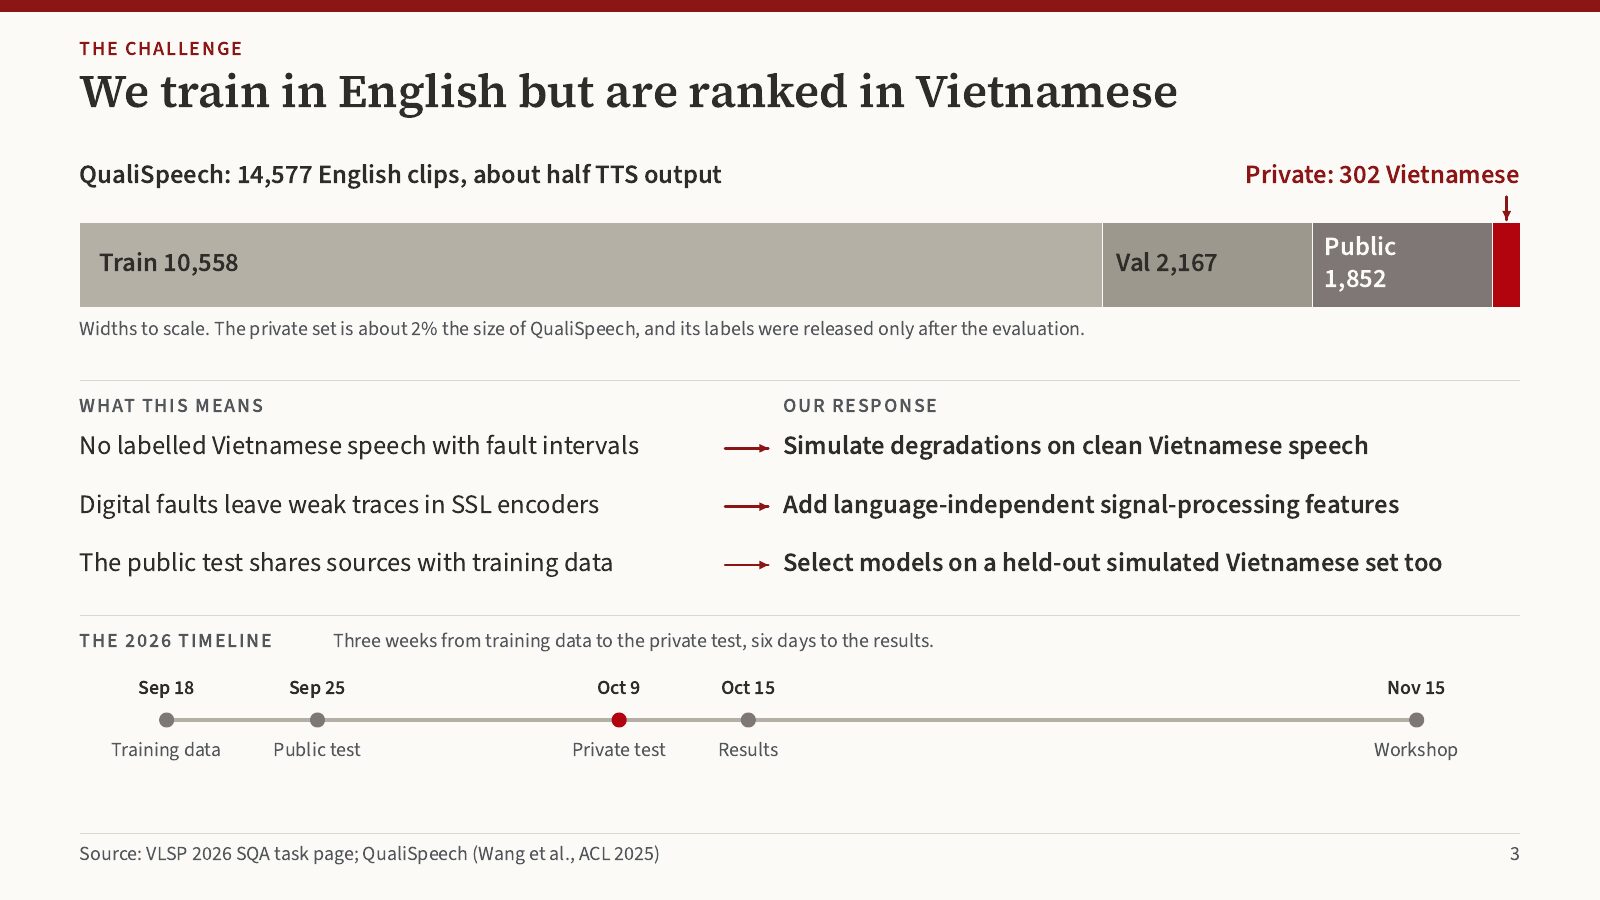 THE CHALLENGE
We train in English but are ranked in Vietnamese
QualiSpeech: 14,577 English clips, about half TTS output
Private: 302 Vietnamese
Train 10,558
Val 2,167
Public
1,852
Widths to scale. The private set is about 2% the size of QualiSpeech, and its labels were released only after the evaluation.
WHAT THIS MEANS
OUR RESPONSE
No labelled Vietnamese speech with fault intervals
Simulate degradations on clean Vietnamese speech
Digital faults leave weak traces in SSL encoders
Add language-independent signal-processing features
The public test shares sources with training data
Select models on a held-out simulated Vietnamese set too
THE 2026 TIMELINE
Three weeks from training data to the private test, six days to the results.
Sep 18
Sep 25
Oct 9
Oct 15
Nov 15
Training data
Public test
Private test
Results
Workshop
Source: VLSP 2026 SQA task page; QualiSpeech (Wang et al., ACL 2025)
3